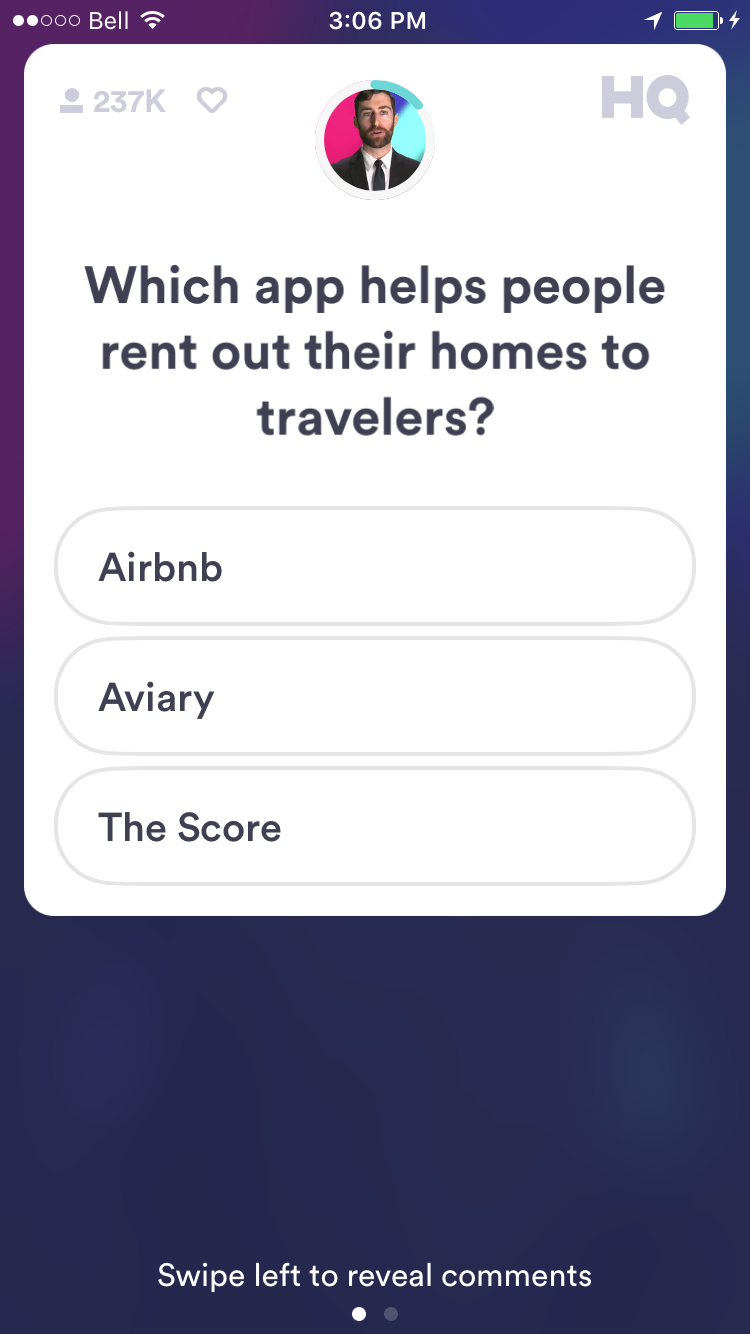 Bell 3:06 PM
237K HQ
Which app helps people
rent out their homes to
travelers?
Airbnb
Aviary
The Score
Swipe left to reveal comments